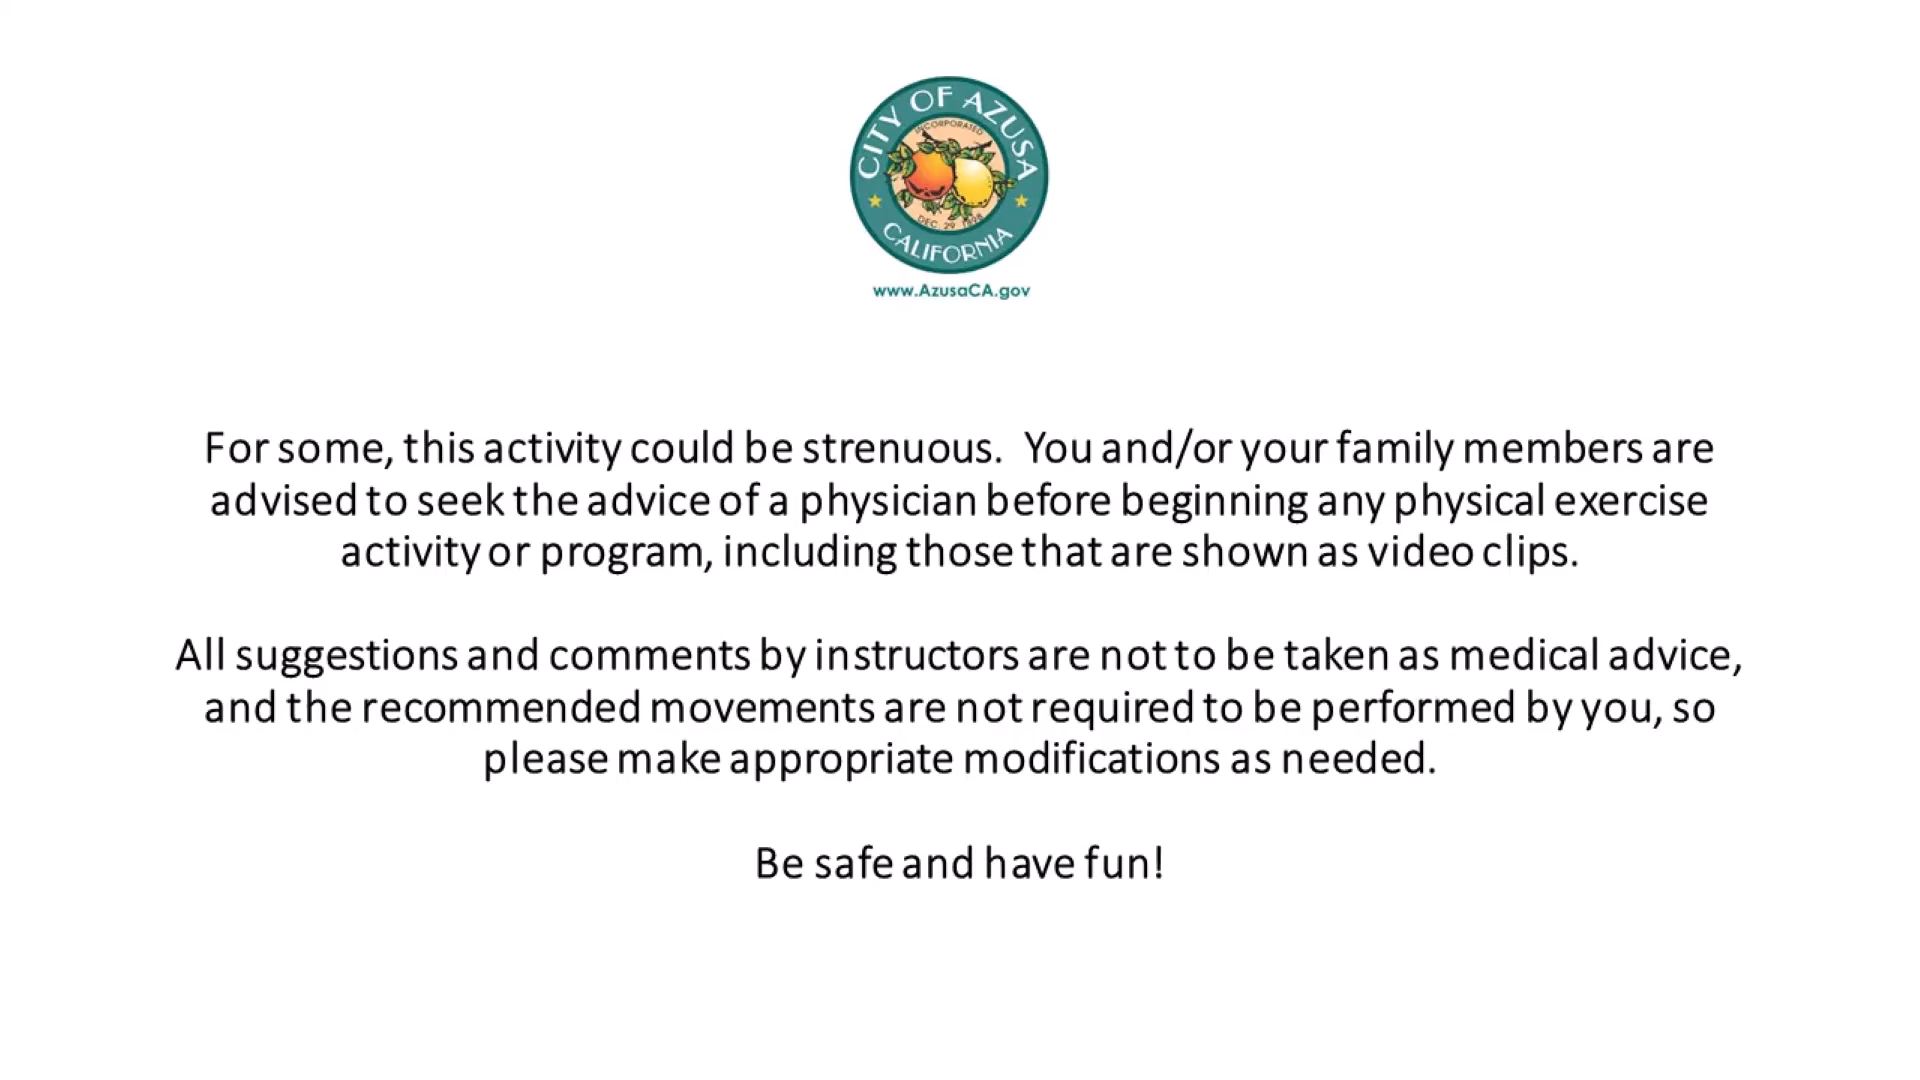 CITY OF AZUSA
INCORPORATED
DEC. 29 1898
CALIFORNIA
www.AzusaCA.gov
For some, this activity could be strenuous. You and/or your family members are
advised to seek the advice of a physician before beginning any physical exercise
activity or program, including those that are shown as video clips.
All suggestions and comments by instructors are not to be taken as medical advice,
and the recommended movements are not required to be performed by you, so
please make appropriate modifications as needed.
Be safe and have fun!